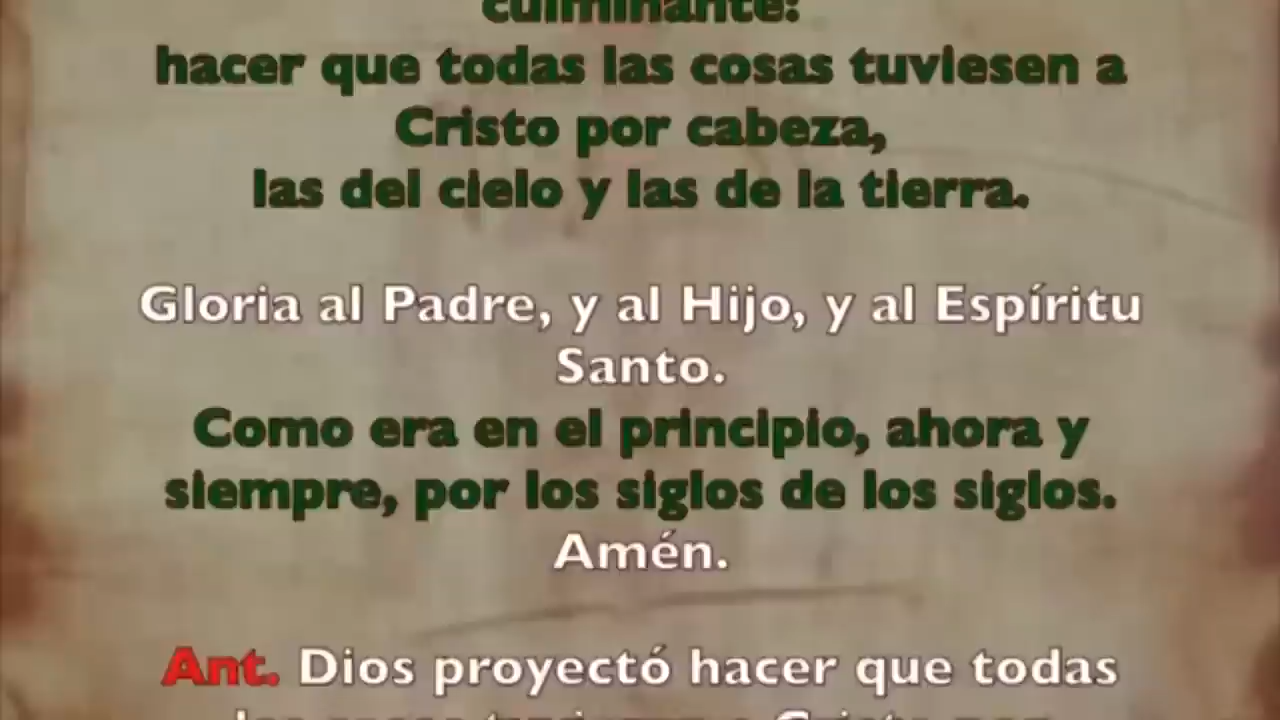 culminante:
hacer que todas las cosas tuviesen a
Cristo por cabeza,
las del cielo y las de la tierra.
Gloria al Padre, y al Hijo, y al Espíritu
Santo.
Como era en el principio, ahora y
siempre, por los siglos de los siglos.
Amén.
Ant. Dios proyectó hacer que todas